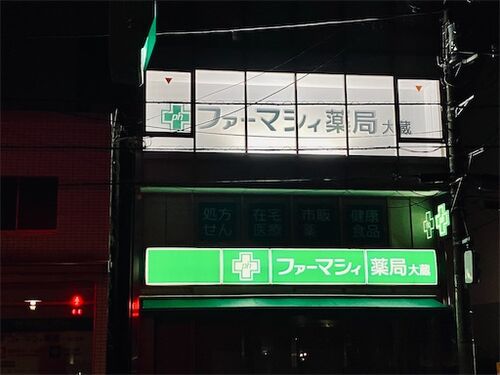 ph ファーマシィ薬局 大蔵
処方せん 在宅医療 市販薬 健康食品
ph ファーマシィ 薬局 大蔵